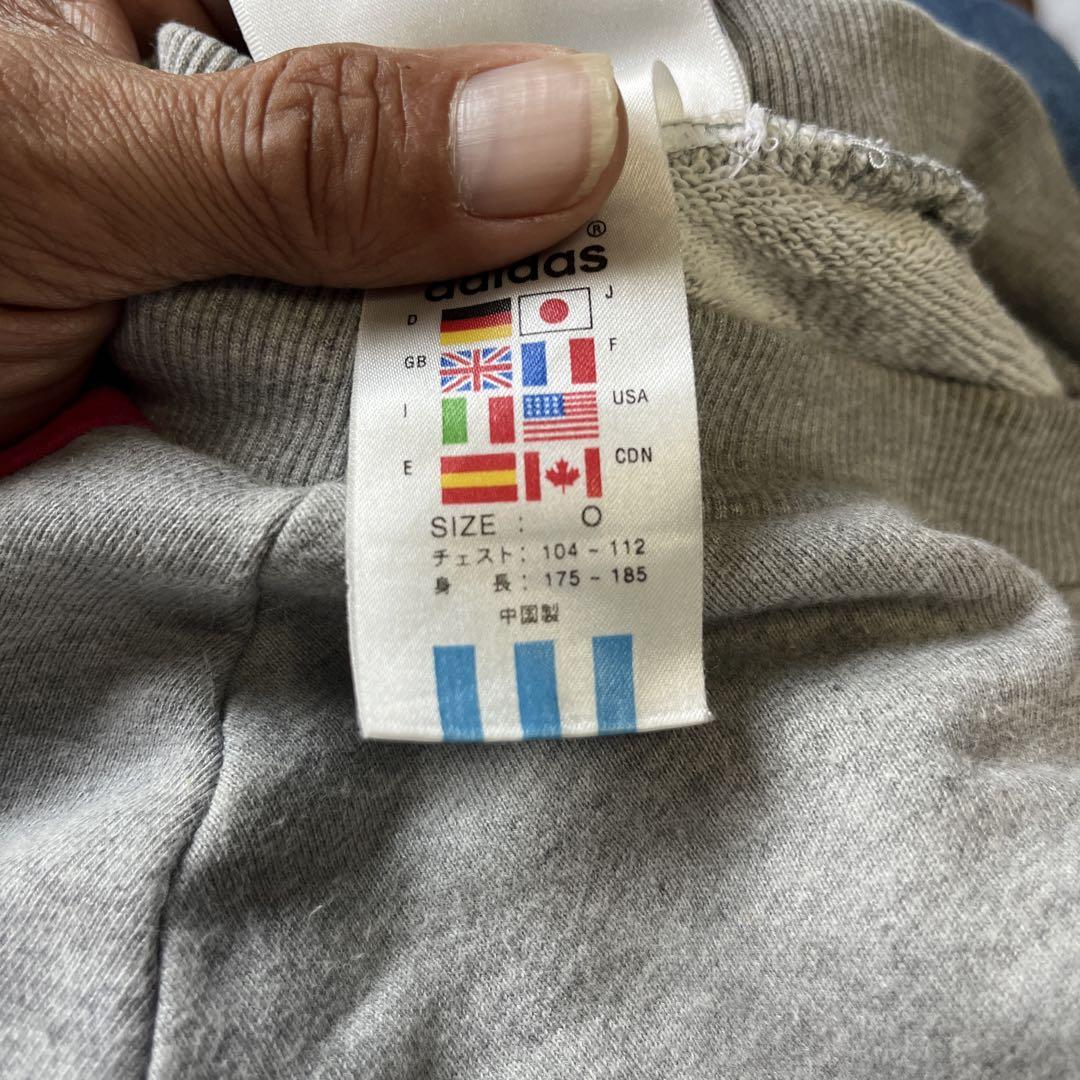 ®
adidas
D J
GB F
I USA
E CDN
SIZE : O
チェスト: 104 ~ 112
身 長: 175 ~ 185
中国製